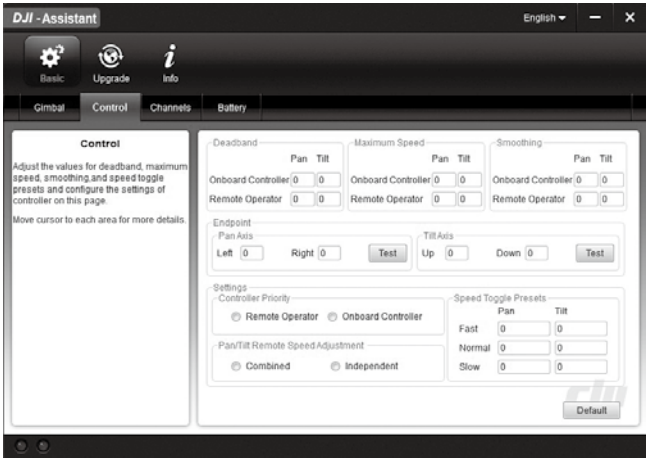 DJI - Assistant
English
Basic
Upgrade
Info
Gimbal
Control
Channels
Battery
Control
Adjust the values for deadband, maximum
speed, smoothing,and speed toggle
presets and configure the settings of
controller on this page.
Move cursor to each area for more details.
Deadband
Pan Tilt
Onboard Controller 0 0
Remote Operator 0 0
Maximum Speed
Pan Tilt
Onboard Controller 0 0
Remote Operator 0 0
Smoothing
Pan Tilt
Onboard Controller 0 0
Remote Operator 0 0
Endpoint
Pan Axis
Left 0 Right 0 Test
Tilt Axis
Up 0 Down 0 Test
Settings
Controller Priority
Remote Operator Onboard Controller
Pan/Tilt Remote Speed Adjustment
Combined Independent
Speed Toggle Presets
Pan Tilt
Fast 0 0
Normal 0 0
Slow 0 0
Default